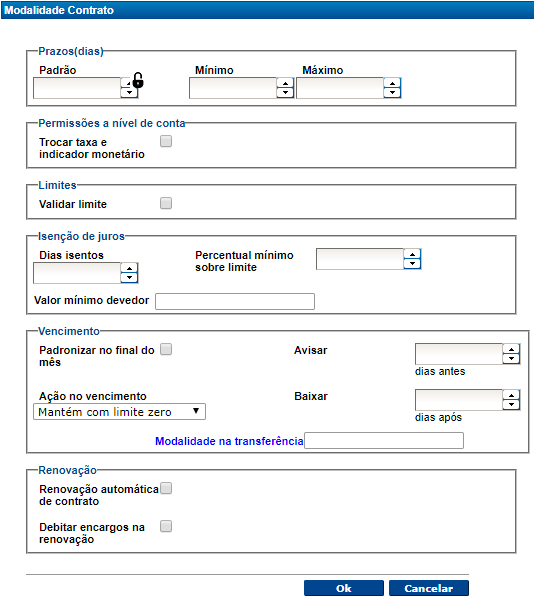 Modalidade Contrato
Prazos(dias)
Padrão Mínimo Máximo
Permissões a nível de conta
Trocar taxa e
indicador monetário
Limites
Validar limite
Isenção de juros
Dias isentos
Percentual mínimo
sobre limite
Valor mínimo devedor
Vencimento
Padronizar no final do
mês
Avisar
dias antes
Ação no vencimento
Mantém com limite zero
Baixar
dias após
Modalidade na transferência
Renovação
Renovação automática
de contrato
Debitar encargos na
renovação
Ok Cancelar